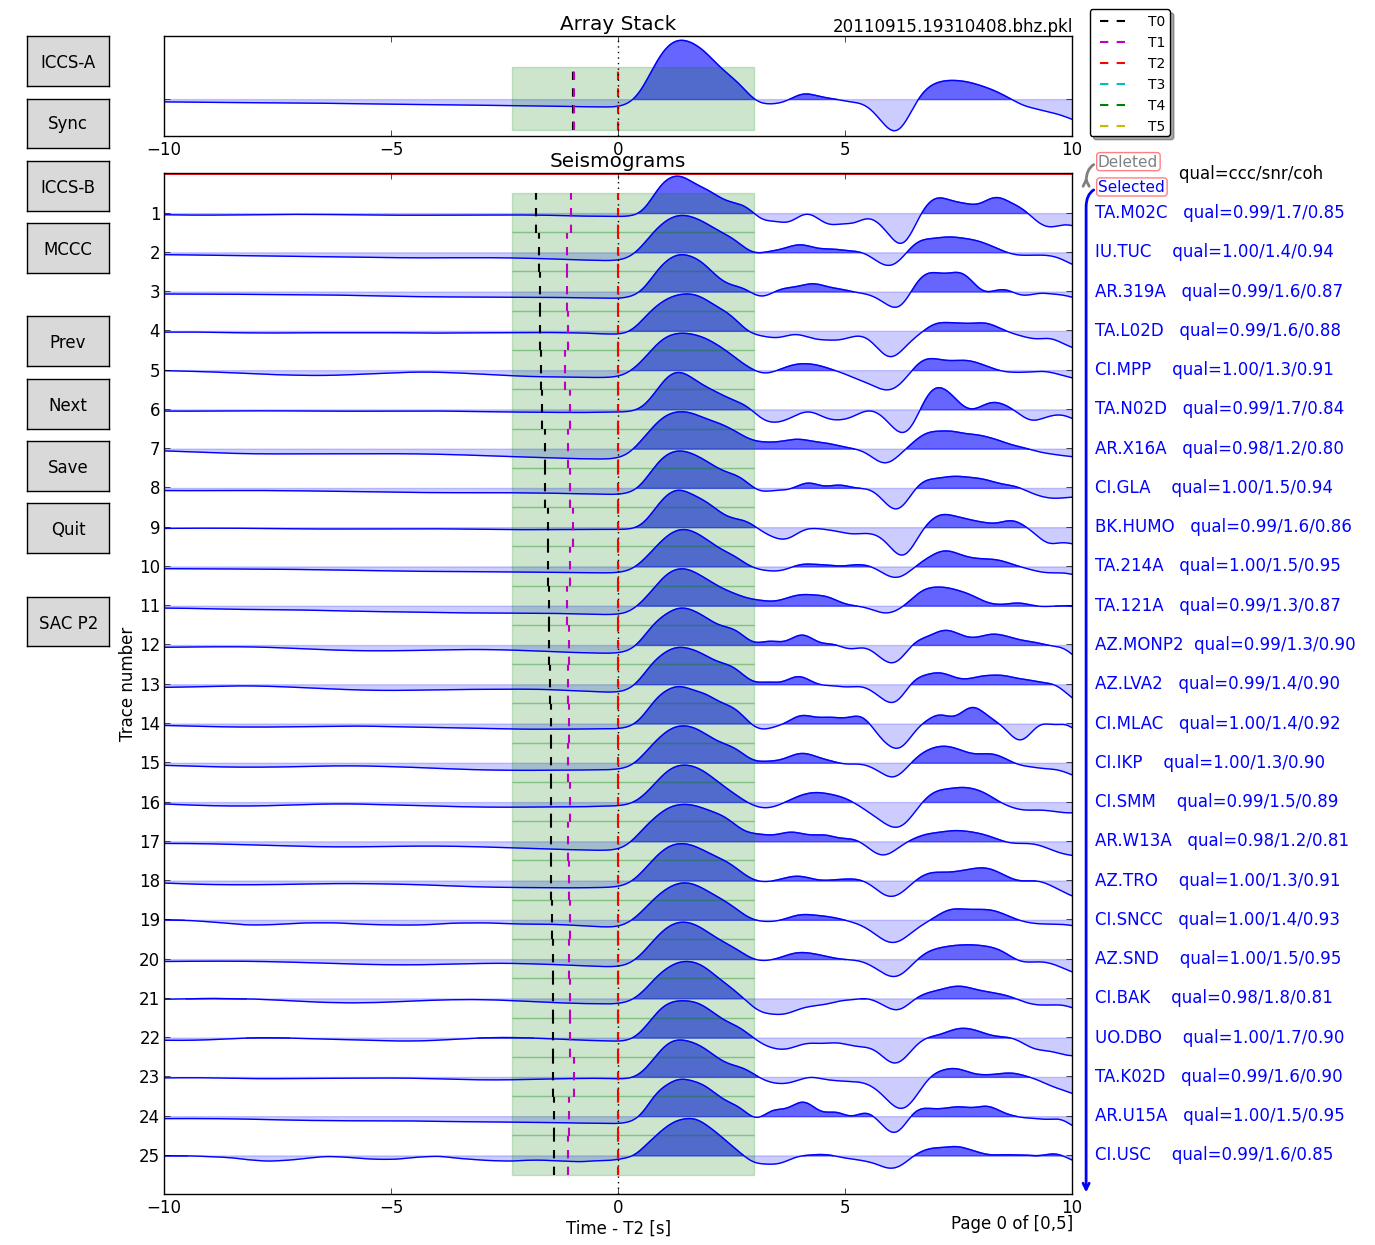 Array Stack
20110915.19310408.bhz.pkl
ICCS-A
Sync
ICCS-B
MCCC
Prev
Next
Save
Quit
SAC P2
T0
T1
T2
T3
T4
T5
−10 −5 0 5 10
Seismograms
Deleted
Selected
qual=ccc/snr/coh
1 TA.M02C qual=0.99/1.7/0.85
2 IU.TUC qual=1.00/1.4/0.94
3 AR.319A qual=0.99/1.6/0.87
4 TA.L02D qual=0.99/1.6/0.88
5 CI.MPP qual=1.00/1.3/0.91
6 TA.N02D qual=0.99/1.7/0.84
7 AR.X16A qual=0.98/1.2/0.80
8 CI.GLA qual=1.00/1.5/0.94
9 BK.HUMO qual=0.99/1.6/0.86
10 TA.214A qual=1.00/1.5/0.95
11 TA.121A qual=0.99/1.3/0.87
12 AZ.MONP2 qual=0.99/1.3/0.90
13 AZ.LVA2 qual=0.99/1.4/0.90
14 CI.MLAC qual=1.00/1.4/0.92
15 CI.IKP qual=1.00/1.3/0.90
16 CI.SMM qual=0.99/1.5/0.89
17 AR.W13A qual=0.98/1.2/0.81
18 AZ.TRO qual=1.00/1.3/0.91
19 CI.SNCC qual=1.00/1.4/0.93
20 AZ.SND qual=1.00/1.5/0.95
21 CI.BAK qual=0.98/1.8/0.81
22 UO.DBO qual=1.00/1.7/0.90
23 TA.K02D qual=0.99/1.6/0.90
24 AR.U15A qual=1.00/1.5/0.95
25 CI.USC qual=0.99/1.6/0.85
Trace number
−10 −5 0 5 10
Time - T2 [s]
Page 0 of [0,5]